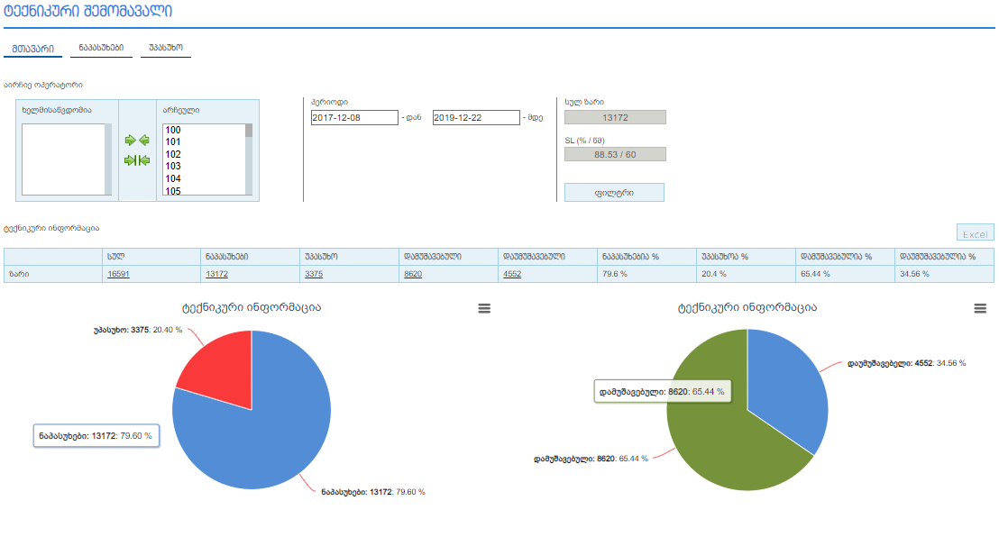 ტექნიკური შემომავალი
მთავარი ნაპასუხები უპასუხო
აირჩიე ოპერატორი
ხელმისაწვდომია არჩეული
100
101
102
103
104
105
პერიოდი
2017-12-08 - დან 2019-12-22 - მდე
სულ ზარი
13172
SL (% / წმ)
88.53 / 60
ფილტრი
ტექნიკური ინფორმაცია Excel
სულ ნაპასუხები უპასუხო დამუშავებული დაუმუშავებული ნაპასუხებია % უპასუხოა % დამუშავებულია % დაუმუშავებულია %
ზარი 16591 13172 3375 8620 4552 79.6 % 20.4 % 65.44 % 34.56 %
ტექნიკური ინფორმაცია
უპასუხო: 3375: 20.40 %
ნაპასუხები: 13172: 79.60 %
ნაპასუხები: 13172: 79.60 %
ტექნიკური ინფორმაცია
დაუმუშავებელი: 4552: 34.56 %
დამუშავებული: 8620: 65.44 %
დამუშავებული: 8620: 65.44 %